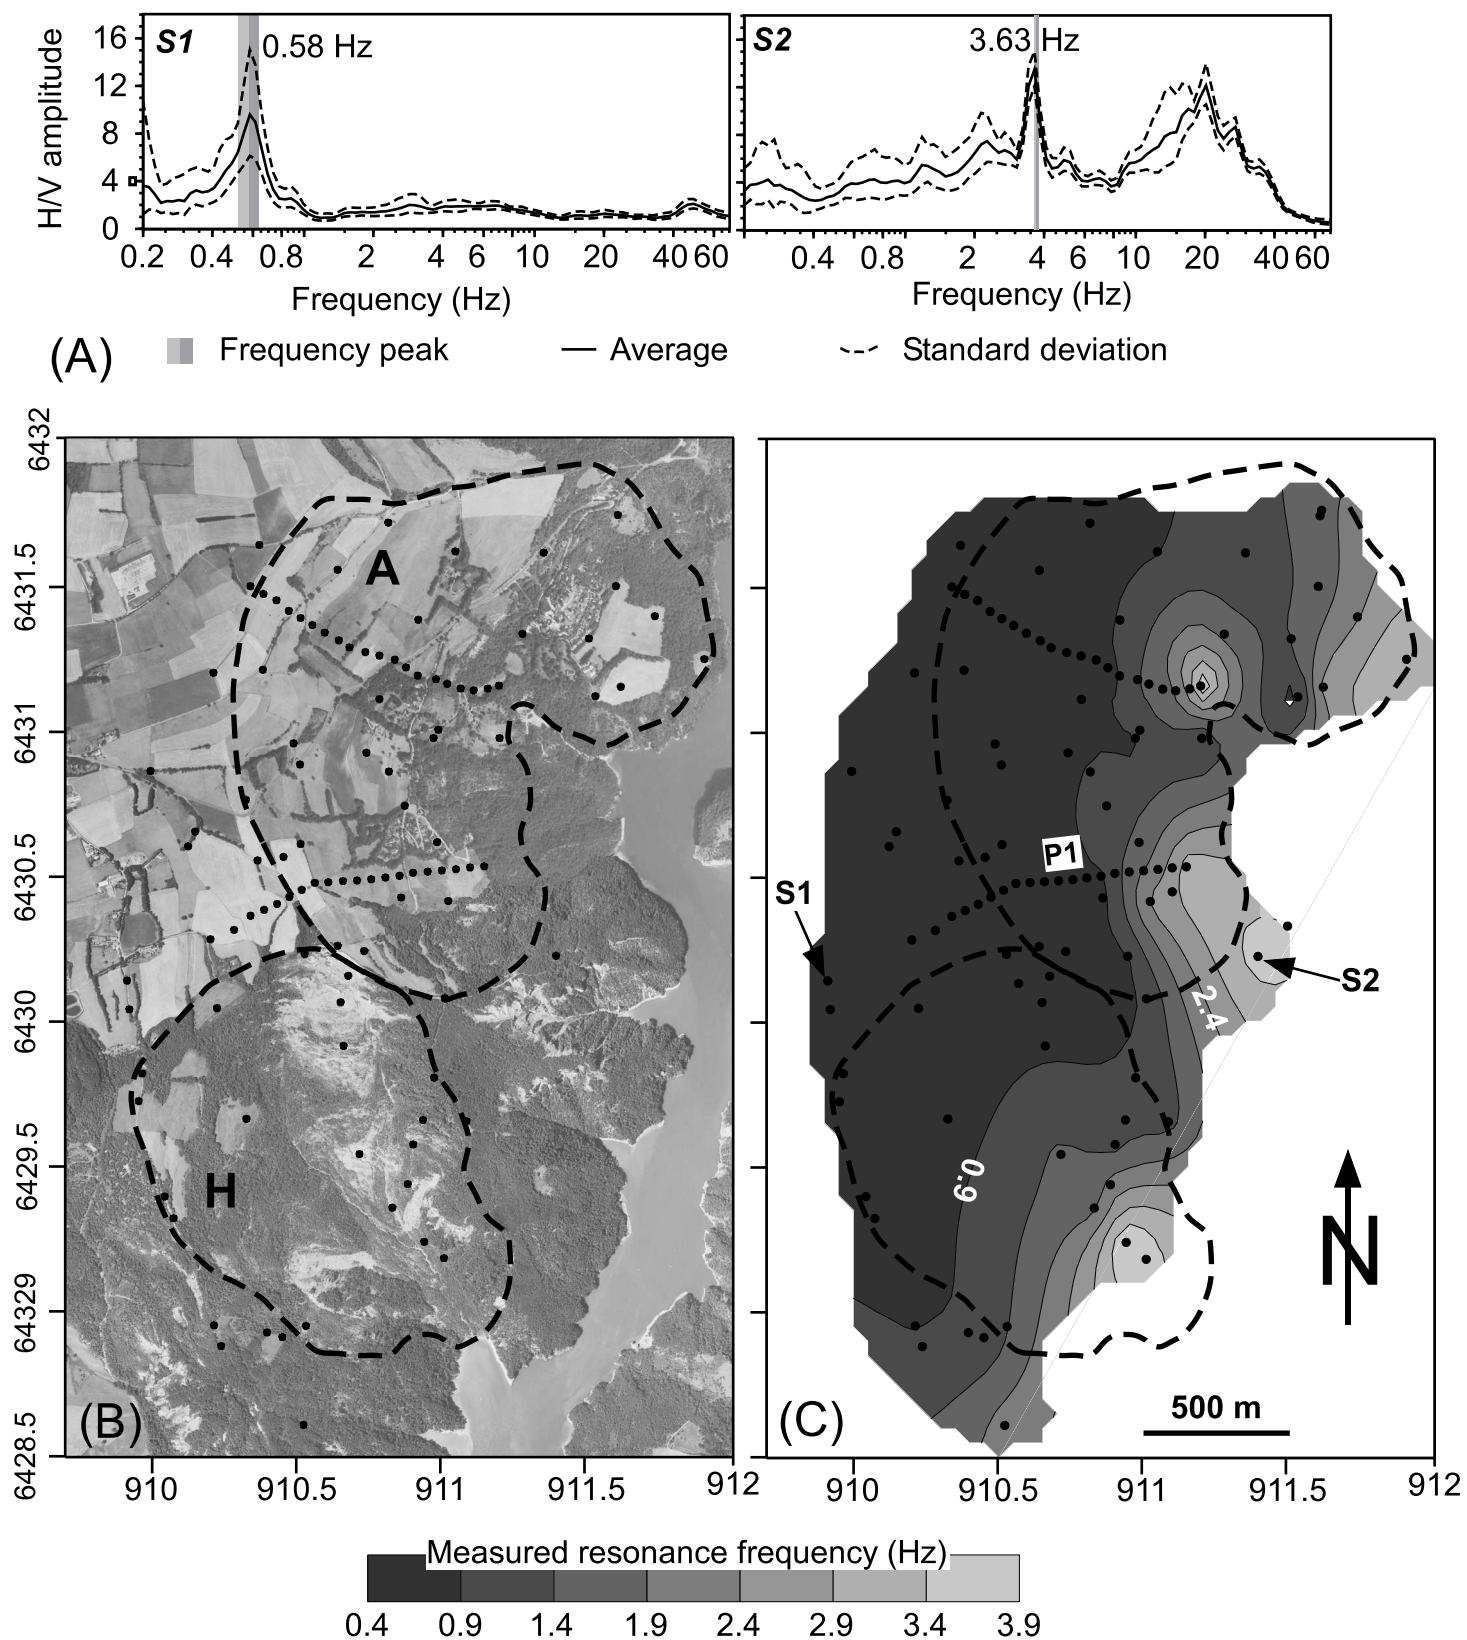 S1 0.58 Hz
S2 3.63 Hz
H/V amplitude
16
12
8
4
0
0.2 0.4 0.8 2 4 6 10 20 40 60
0.4 0.8 2 4 6 10 20 40 60
Frequency (Hz)
Frequency (Hz)
(A)
Frequency peak Average Standard deviation
6432
6431.5
6431
6430.5
6430
6429.5
64329
6428.5
A
H
(B)
910 910.5 911 911.5 912
P1
S1
S2
2.4
0.9
N
500 m
(C)
910 910.5 911 911.5 912
Measured resonance frequency (Hz)
0.4 0.9 1.4 1.9 2.4 2.9 3.4 3.9